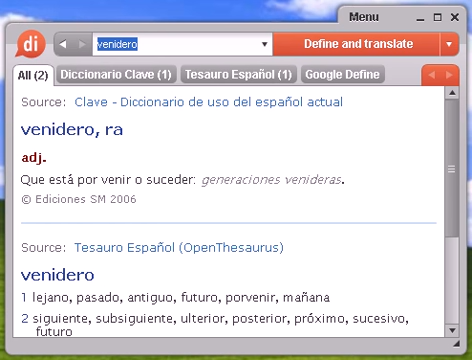 Menu
di
venidero
Define and translate
All (2)
Diccionario Clave (1)
Tesauro Español (1)
Google Define
Source: Clave - Diccionario de uso del español actual
venidero, ra
adj.
Que está por venir o suceder: generaciones venideras.
© Ediciones SM 2006
Source: Tesauro Español (OpenThesaurus)
venidero
1 lejano, pasado, antiguo, futuro, porvenir, mañana
2 siguiente, subsiguiente, ulterior, posterior, próximo, sucesivo,
futuro